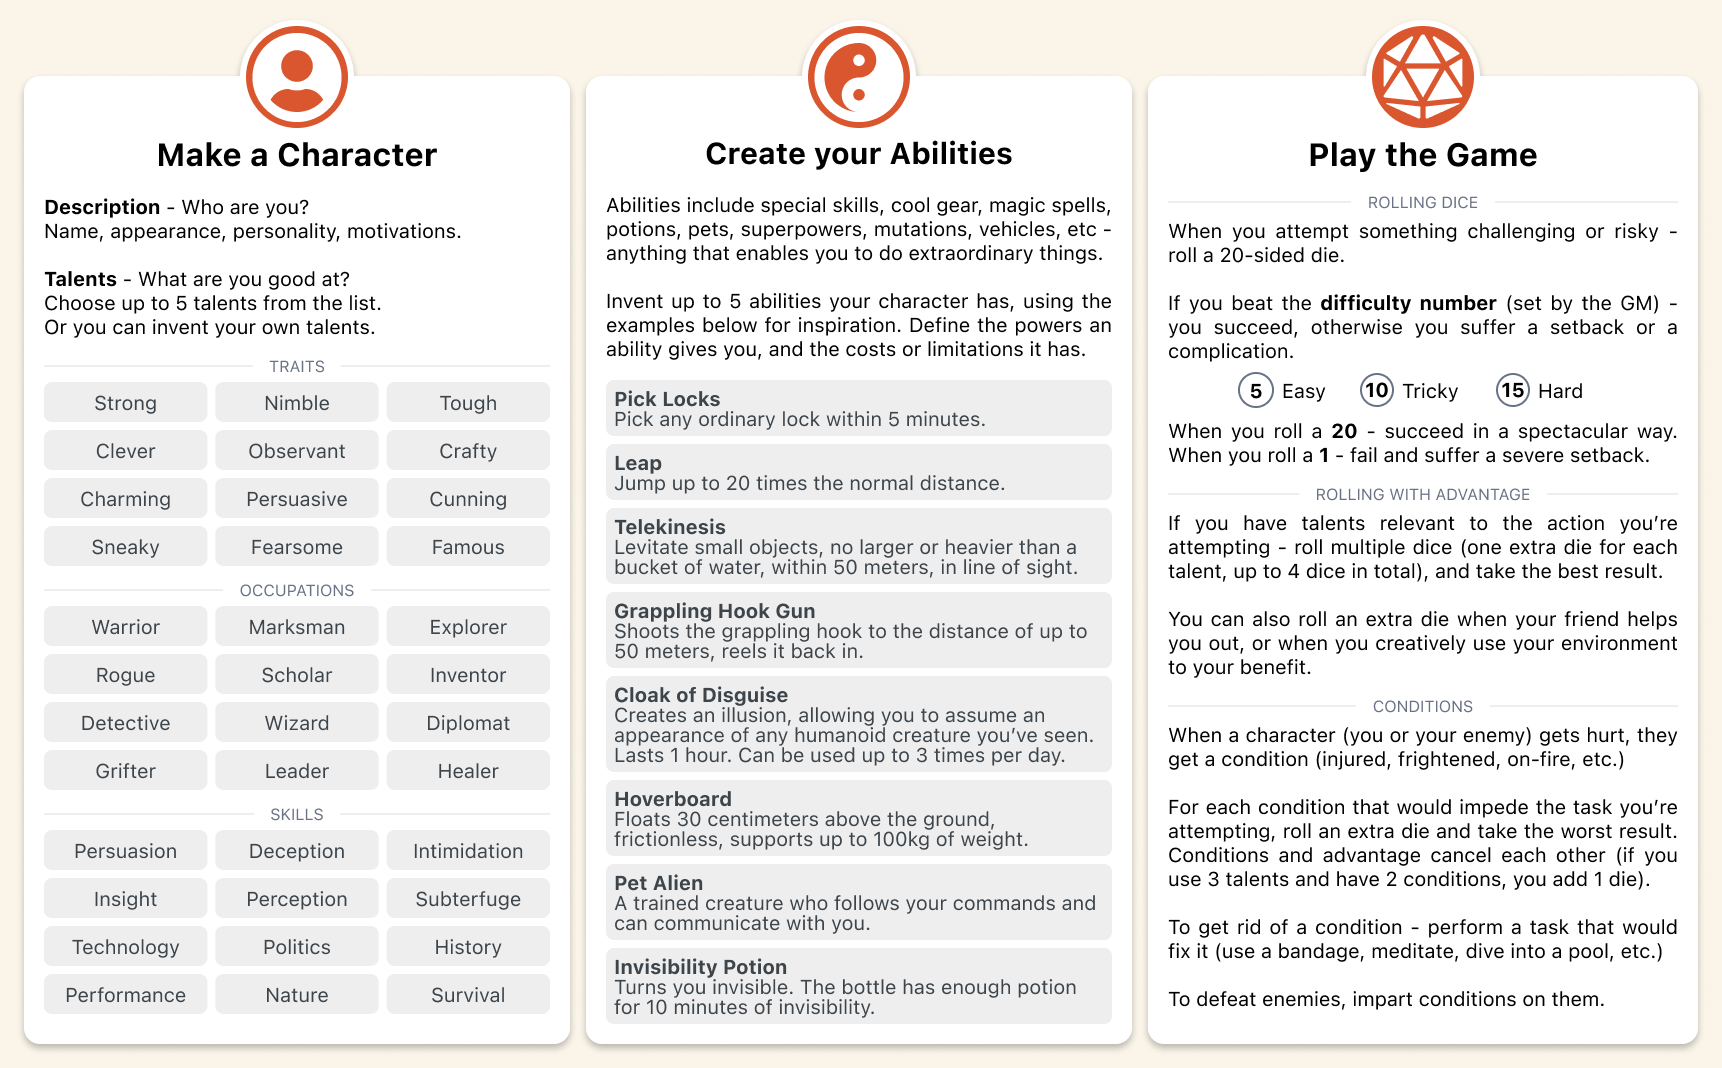 Make a Character
Description - Who are you?
Name, appearance, personality, motivations.
Talents - What are you good at?
Choose up to 5 talents from the list.
Or you can invent your own talents.
TRAITS
Strong Nimble Tough
Clever Observant Crafty
Charming Persuasive Cunning
Sneaky Fearsome Famous
OCCUPATIONS
Warrior Marksman Explorer
Rogue Scholar Inventor
Detective Wizard Diplomat
Grifter Leader Healer
SKILLS
Persuasion Deception Intimidation
Insight Perception Subterfuge
Technology Politics History
Performance Nature Survival
Create your Abilities
Abilities include special skills, cool gear, magic spells,
potions, pets, superpowers, mutations, vehicles, etc -
anything that enables you to do extraordinary things.
Invent up to 5 abilities your character has, using the
examples below for inspiration. Define the powers an
ability gives you, and the costs or limitations it has.
Pick Locks
Pick any ordinary lock within 5 minutes.
Leap
Jump up to 20 times the normal distance.
Telekinesis
Levitate small objects, no larger or heavier than a
bucket of water, within 50 meters, in line of sight.
Grappling Hook Gun
Shoots the grappling hook to the distance of up to
50 meters, reels it back in.
Cloak of Disguise
Creates an illusion, allowing you to assume an
appearance of any humanoid creature you've seen.
Lasts 1 hour. Can be used up to 3 times per day.
Hoverboard
Floats 30 centimeters above the ground,
frictionless, supports up to 100kg of weight.
Pet Alien
A trained creature who follows your commands and
can communicate with you.
Invisibility Potion
Turns you invisible. The bottle has enough potion
for 10 minutes of invisibility.
Play the Game
ROLLING DICE
When you attempt something challenging or risky -
roll a 20-sided die.
If you beat the difficulty number (set by the GM) -
you succeed, otherwise you suffer a setback or a
complication.
5 Easy 10 Tricky 15 Hard
When you roll a 20 - succeed in a spectacular way.
When you roll a 1 - fail and suffer a severe setback.
ROLLING WITH ADVANTAGE
If you have talents relevant to the action you're
attempting - roll multiple dice (one extra die for each
talent, up to 4 dice in total), and take the best result.
You can also roll an extra die when your friend helps
you out, or when you creatively use your environment
to your benefit.
CONDITIONS
When a character (you or your enemy) gets hurt, they
get a condition (injured, frightened, on-fire, etc.)
For each condition that would impede the task you're
attempting, roll an extra die and take the worst result.
Conditions and advantage cancel each other (if you
use 3 talents and have 2 conditions, you add 1 die).
To get rid of a condition - perform a task that would
fix it (use a bandage, meditate, dive into a pool, etc.)
To defeat enemies, impart conditions on them.